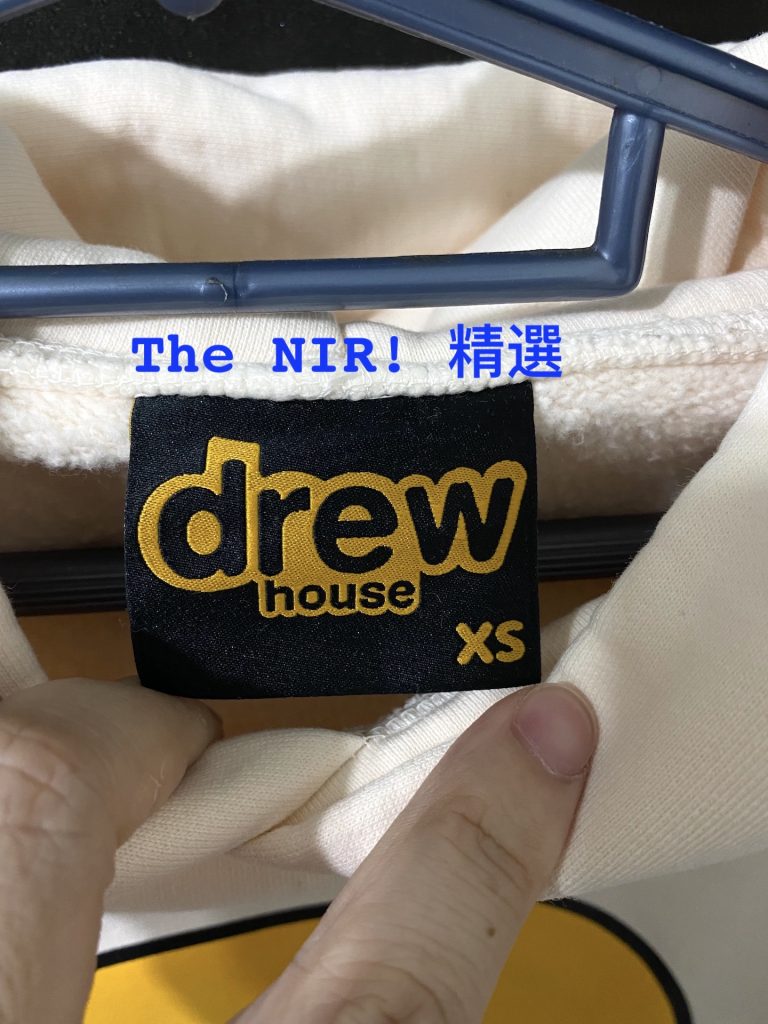 The NIR! 精選
drew
house
XS